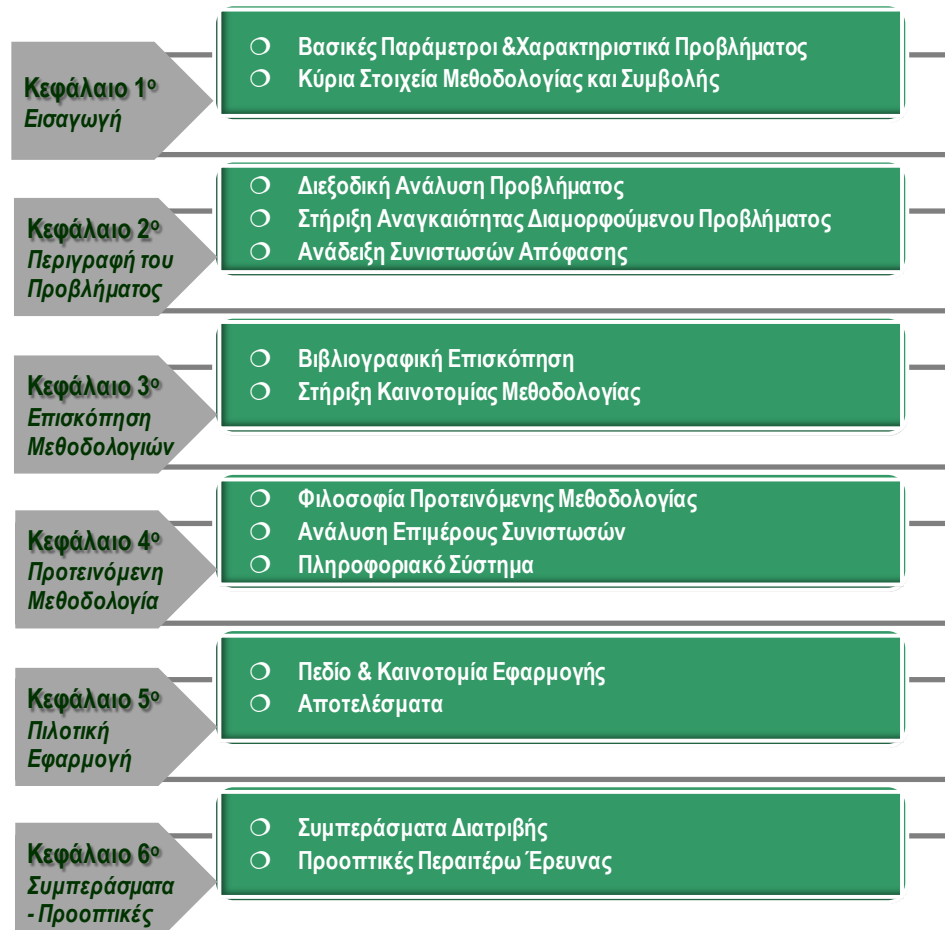 Κεφάλαιο 1ο
Εισαγωγή
❍ Βασικές Παράμετροι &Χαρακτηριστικά Προβλήματος
❍ Κύρια Στοιχεία Μεθοδολογίας και Συμβολής
Κεφάλαιο 2ο
Περιγραφή του
Προβλήματος
❍ Διεξοδική Ανάλυση Προβλήματος
❍ Στήριξη Αναγκαιότητας Διαμορφούμενου Προβλήματος
❍ Ανάδειξη Συνιστωσών Απόφασης
Κεφάλαιο 3ο
Επισκόπηση
Μεθοδολογιών
❍ Βιβλιογραφική Επισκόπηση
❍ Στήριξη Καινοτομίας Μεθοδολογίας
Κεφάλαιο 4ο
Προτεινόμενη
Μεθοδολογία
❍ Φιλοσοφία Προτεινόμενης Μεθοδολογίας
❍ Ανάλυση Επιμέρους Συνιστωσών
❍ Πληροφοριακό Σύστημα
Κεφάλαιο 5ο
Πιλοτική
Εφαρμογή
❍ Πεδίο & Καινοτομία Εφαρμογής
❍ Αποτελέσματα
Κεφάλαιο 6ο
Συμπεράσματα
- Προοπτικές
❍ Συμπεράσματα Διατριβής
❍ Προοπτικές Περαιτέρω Έρευνας